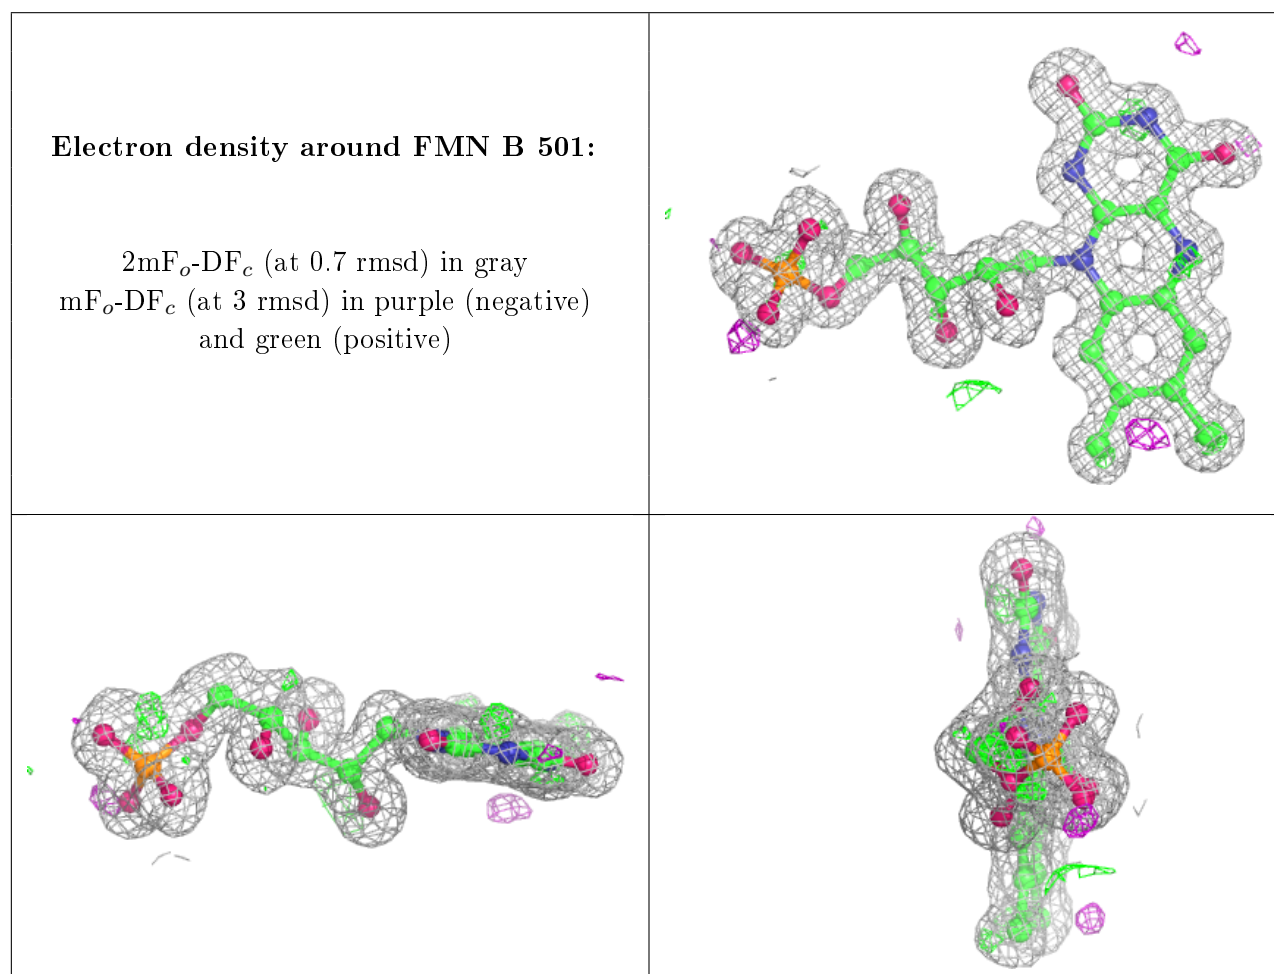 Electron density around FMN B 501:
2mFo-DFc (at 0.7 rmsd) in gray
mFo-DFc (at 3 rmsd) in purple (negative)
and green (positive)